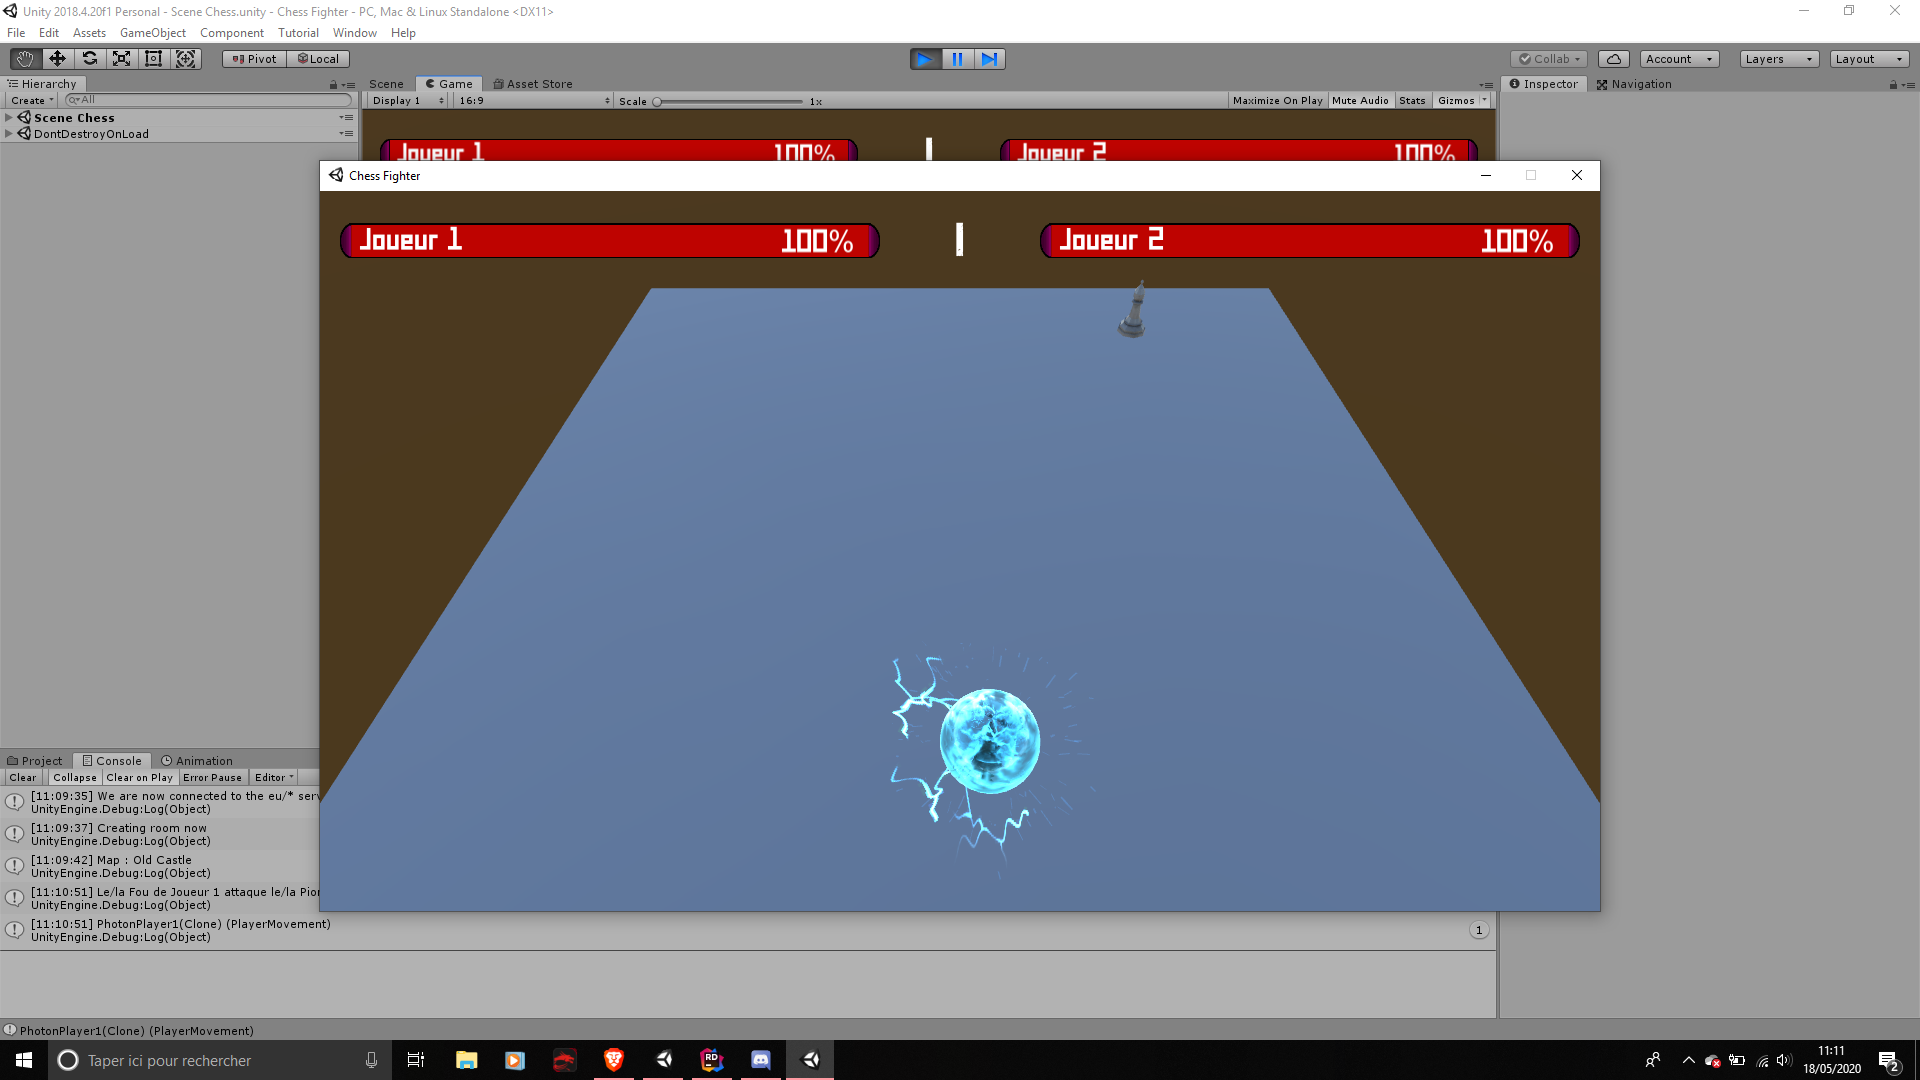 Unity 2018.4.20f1 Personal - Scene Chess.unity - Chess Fighter - PC, Mac & Linux Standalone <DX11>
File Edit Assets GameObject Component Tutorial Window Help
Pivot Local Collab Account Layers Layout
Hierarchy Scene Game Asset Store Inspector Navigation
Create All Display 1 16:9 Scale 1x Maximize On Play Mute Audio Stats Gizmos
Scene Chess
DontDestroyOnLoad
Joueur 1 100% Joueur 2 100%
Chess Fighter
Joueur 1 100% Joueur 2 100%
Project Console Animation
Clear Collapse Clear on Play Error Pause Editor
[11:09:35] We are now connected to the eu/* serv
UnityEngine.Debug:Log(Object)
[11:09:37] Creating room now
UnityEngine.Debug:Log(Object)
[11:09:42] Map : Old Castle
UnityEngine.Debug:Log(Object)
[11:10:51] Le/la Fou de Joueur 1 attaque le/la Pion
UnityEngine.Debug:Log(Object)
[11:10:51] PhotonPlayer1(Clone) (PlayerMovement)
UnityEngine.Debug:Log(Object)
1
PhotonPlayer1(Clone) (PlayerMovement)
Taper ici pour rechercher
RD
11:11
18/05/2020
2